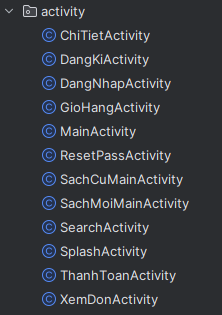 activity
ChiTietActivity
DangKiActivity
DangNhapActivity
GioHangActivity
MainActivity
ResetPassActivity
SachCuMainActivity
SachMoiMainActivity
SearchActivity
SplashActivity
ThanhToanActivity
XemDonActivity